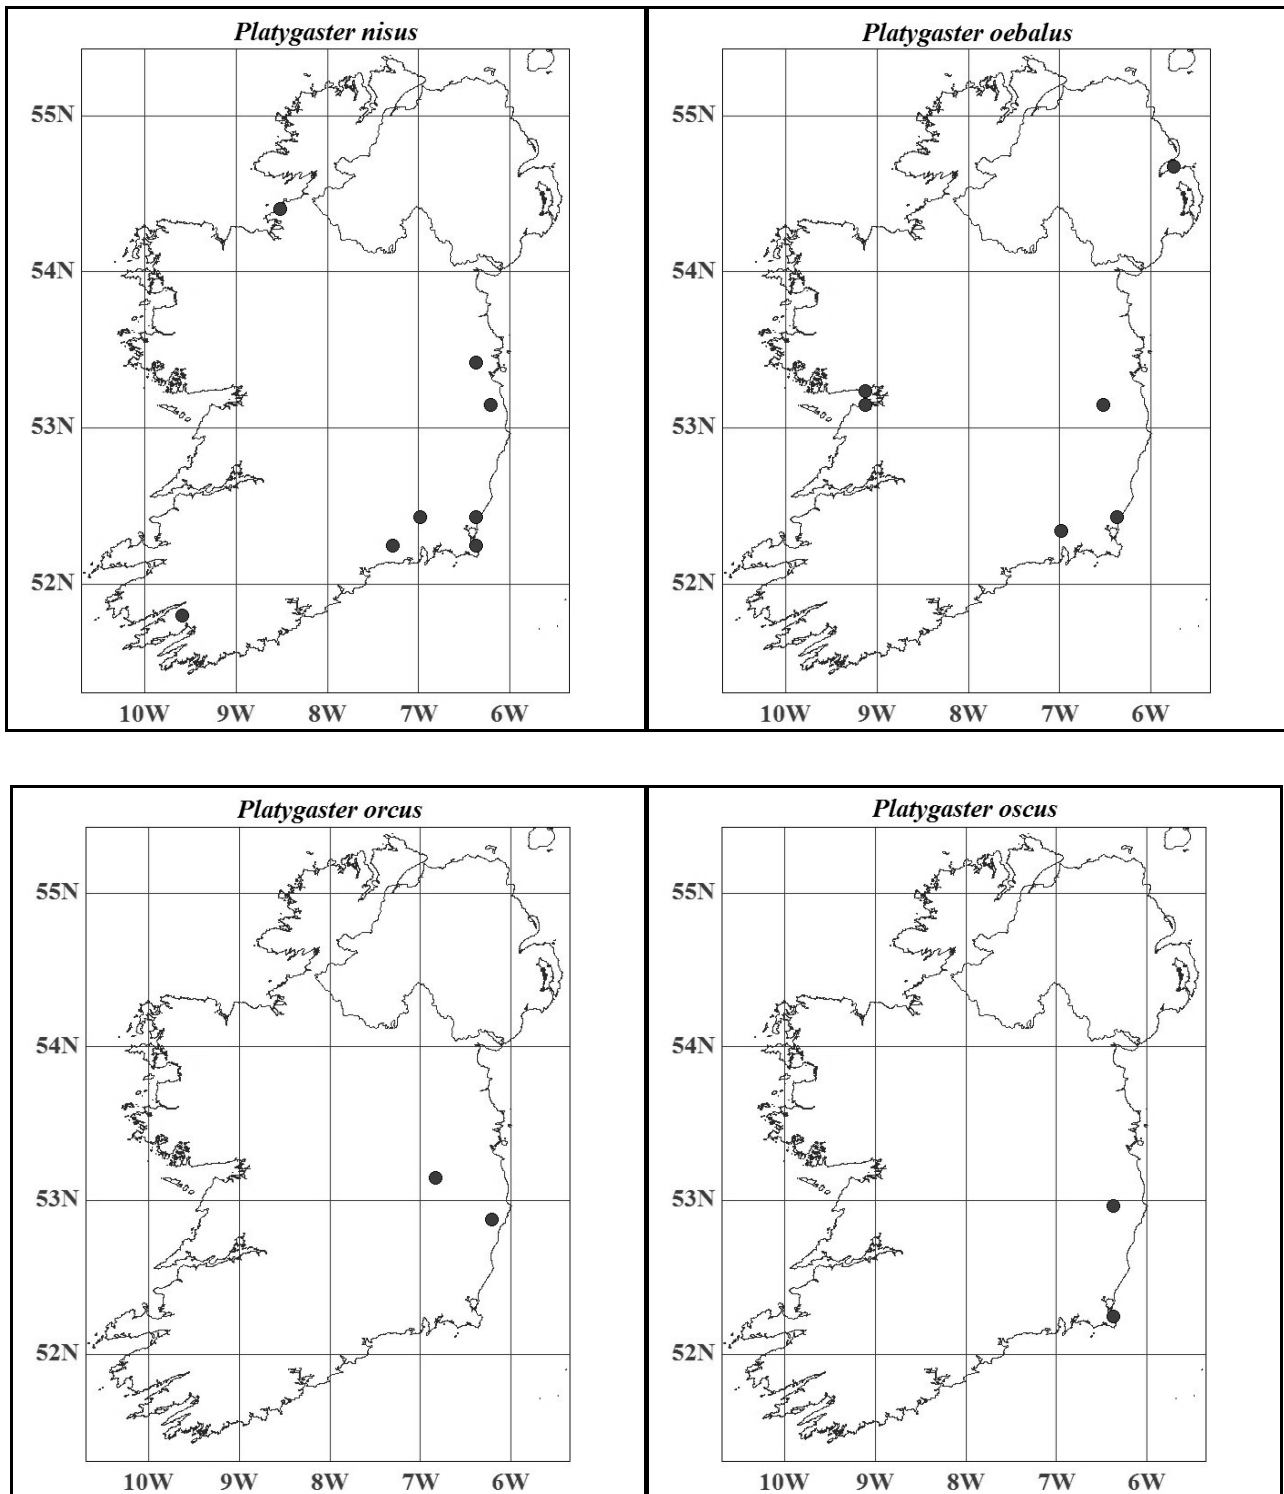 Platygaster nisus
55N
54N
53N
52N
10W 9W 8W 7W 6W
Platygaster oebalus
55N
54N
53N
52N
10W 9W 8W 7W 6W
Platygaster orcus
55N
54N
53N
52N
10W 9W 8W 7W 6W
Platygaster oscus
55N
54N
53N
52N
10W 9W 8W 7W 6W